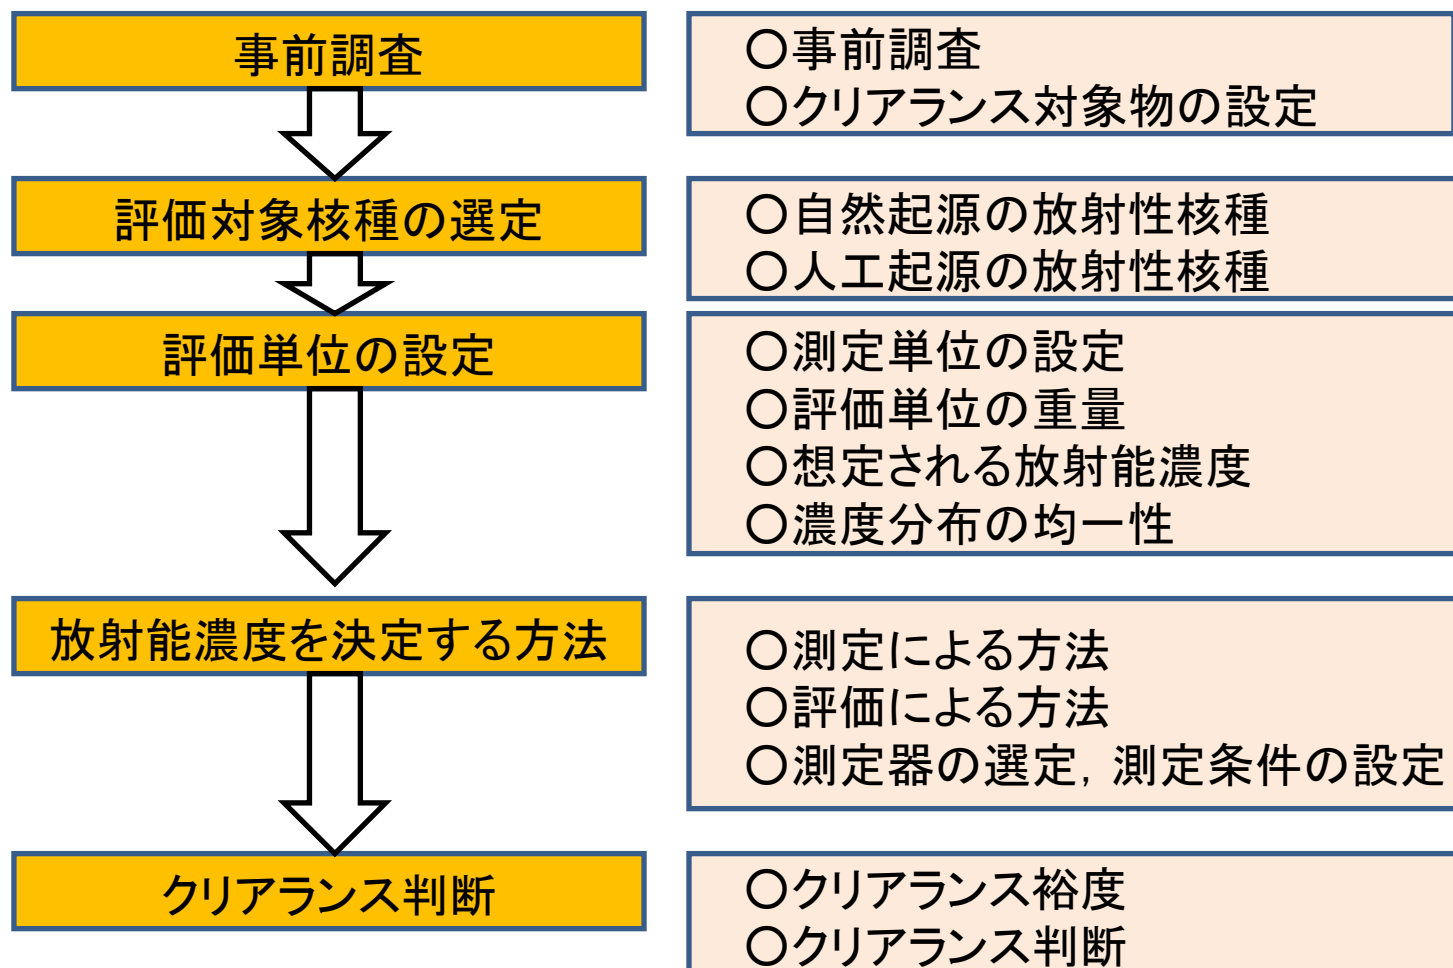 事前調査
〇事前調査
〇クリアランス対象物の設定
評価対象核種の選定
〇自然起源の放射性核種
〇人工起源の放射性核種
評価単位の設定
〇測定単位の設定
〇評価単位の重量
〇想定される放射能濃度
〇濃度分布の均一性
放射能濃度を決定する方法
〇測定による方法
〇評価による方法
〇測定器の選定，測定条件の設定
クリアランス判断
〇クリアランス裕度
〇クリアランス判断